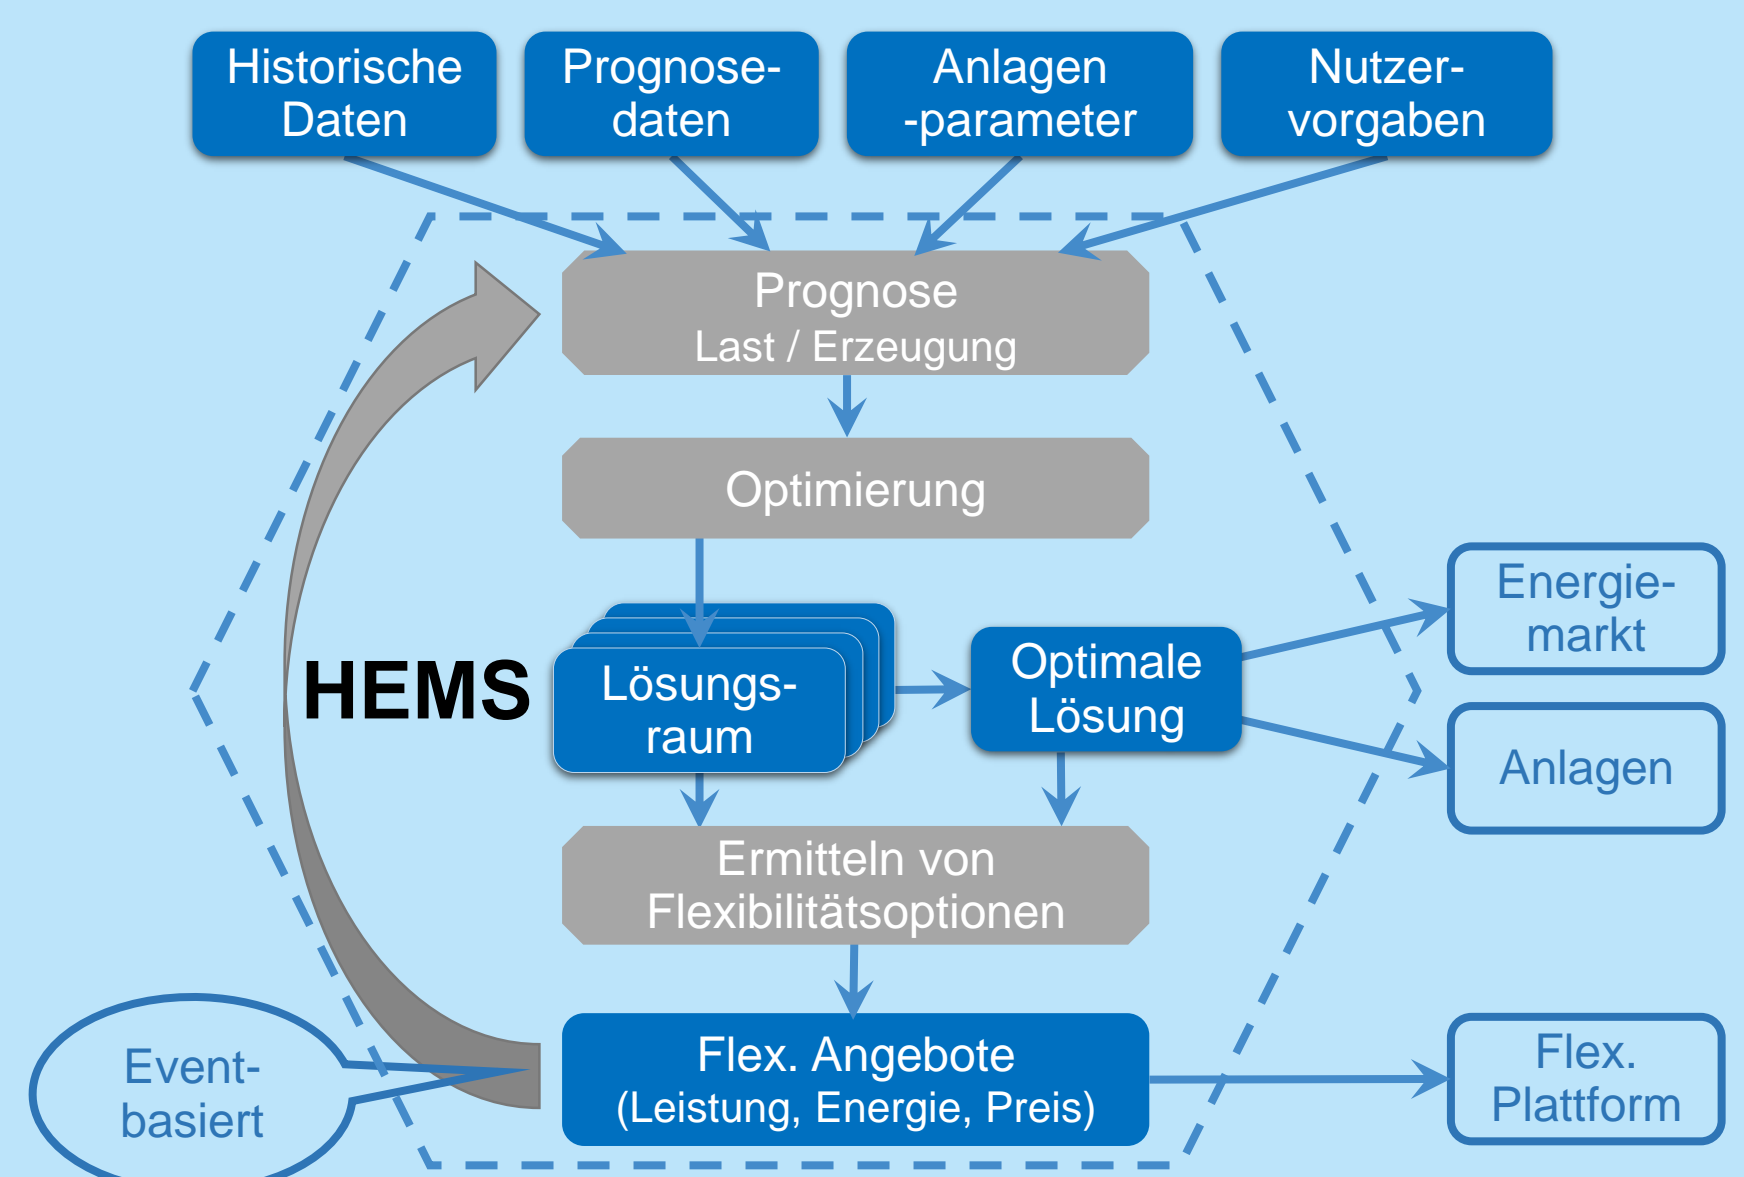 Historische
Daten
Prognose-
daten
Anlagen
-parameter
Nutzer-
vorgaben
Prognose
Last / Erzeugung
Optimierung
HEMS
Lösungs-
raum
Optimale
Lösung
Energie-
markt
Anlagen
Ermitteln von
Flexibilitätsoptionen
Event-
basiert
Flex. Angebote
(Leistung, Energie, Preis)
Flex.
Plattform